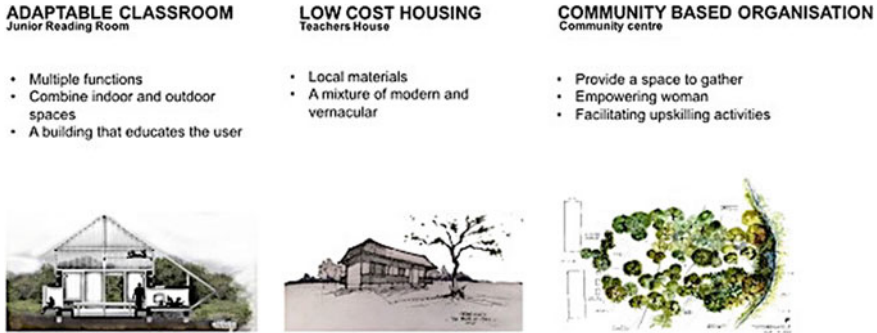 ADAPTABLE CLASSROOM
Junior Reading Room
• Multiple functions
• Combine indoor and outdoor
spaces
• A building that educates the user
LOW COST HOUSING
Teachers House
• Local materials
• A mixture of modern and
vernacular
COMMUNITY BASED ORGANISATION
Community centre
• Provide a space to gather
• Empowering woman
• Facilitating upskilling activities